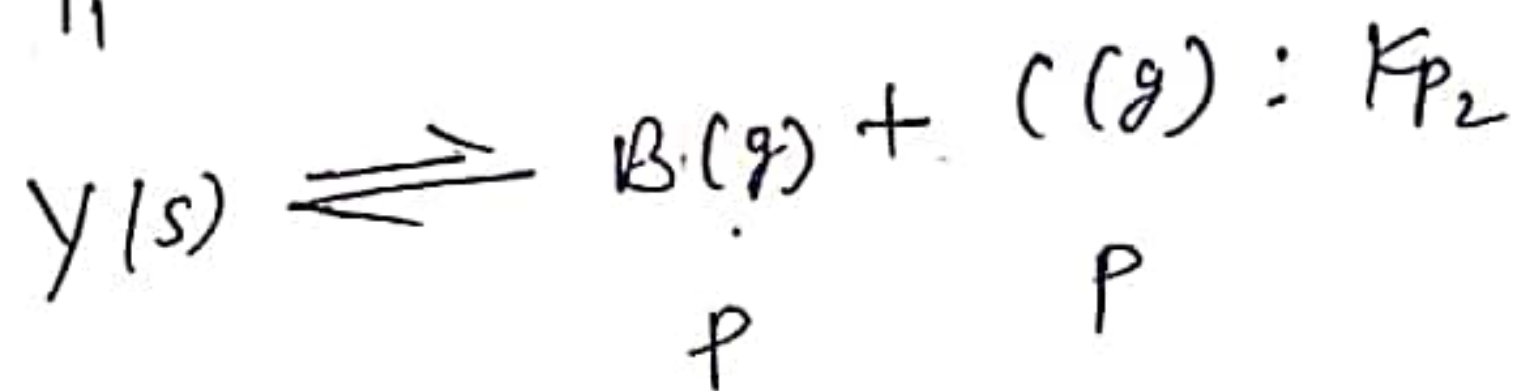 Y(s) ⇌ B(g) + C(g) : Kp₂
P P